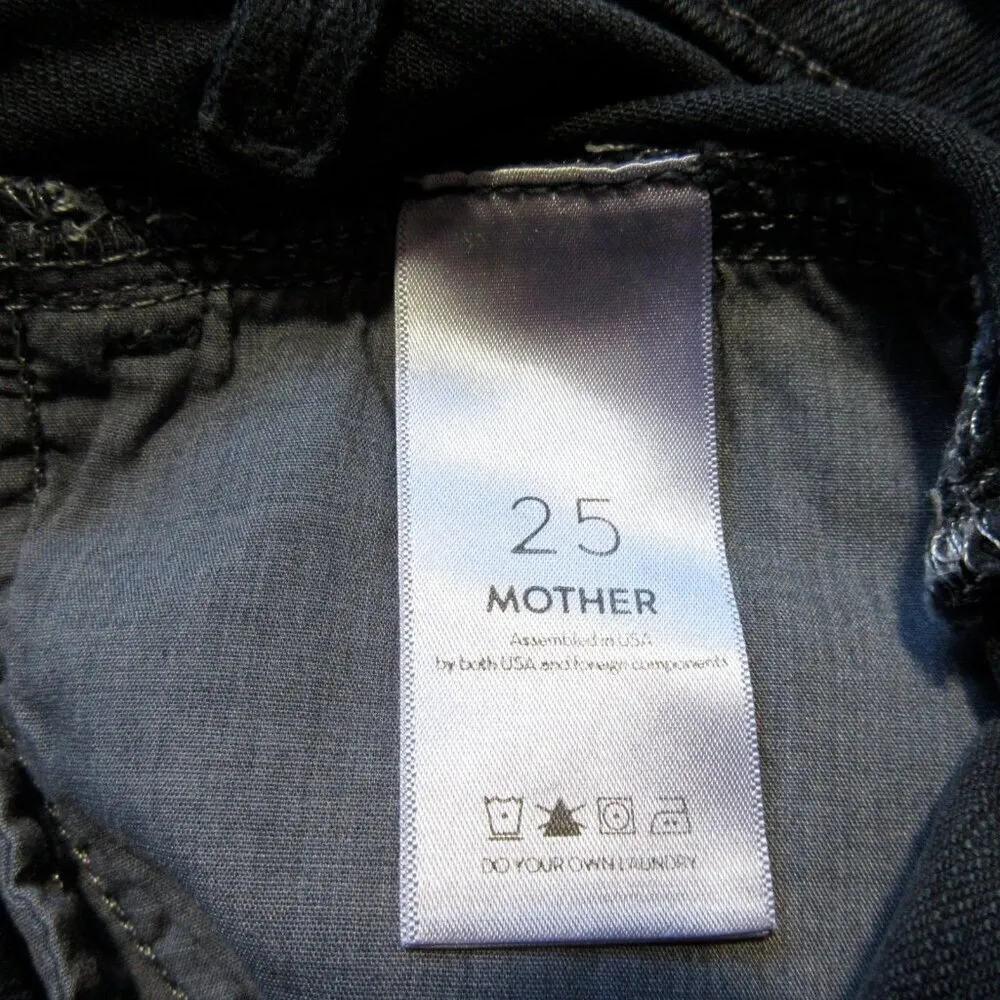 25
MOTHER
Assembled in USA
by both USA and foreign components
DO YOUR OWN LAUNDRY